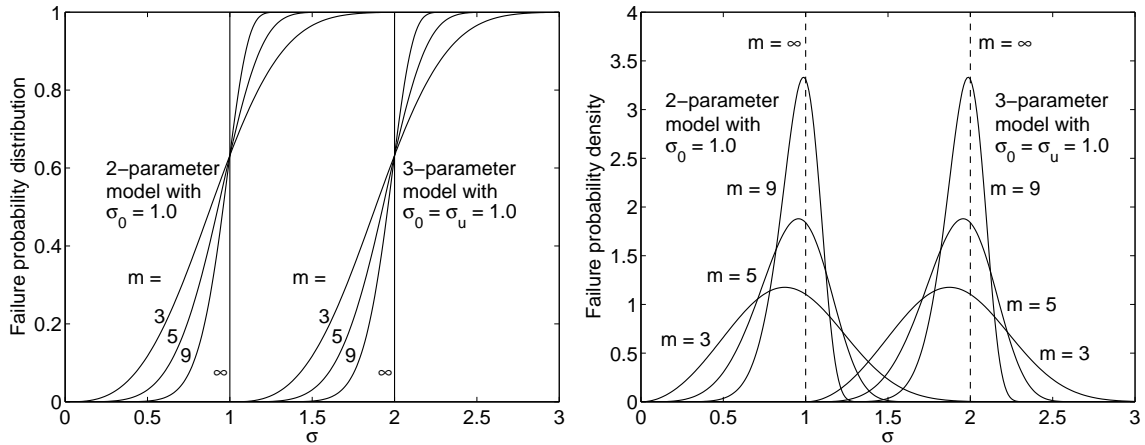 1
0.8
0.6
0.4
0.2
0
Failure probability distribution
2−parameter
model with
σ0 = 1.0
3−parameter
model with
σ0 = σu = 1.0
m =
m =
3
5
9
∞
3
5
9
∞
0
0.5
1
1.5
2
2.5
3
σ
4
3.5
3
2.5
2
1.5
1
0.5
0
Failure probability density
m = ∞
m = ∞
2−parameter
model with
σ0 = 1.0
3−parameter
model with
σ0 = σu = 1.0
m = 9
m = 9
m = 5
m = 5
m = 3
m = 3
0
0.5
1
1.5
2
2.5
3
σ